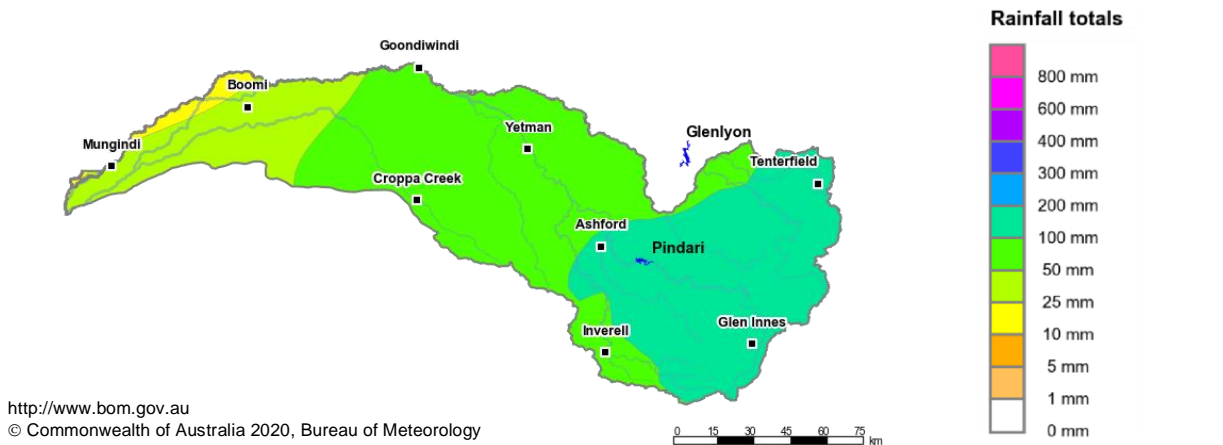 Rainfall totals
Goondiwindi
Boomi
Mungindi
Yetman
Glenlyon
Tenterfield
Croppa Creek
Ashford
Pindari
Inverell
Glen Innes
800 mm
600 mm
400 mm
300 mm
200 mm
100 mm
50 mm
25 mm
10 mm
5 mm
1 mm
0 mm
http://www.bom.gov.au
© Commonwealth of Australia 2020, Bureau of Meteorology
0 15 30 45 60 75
km